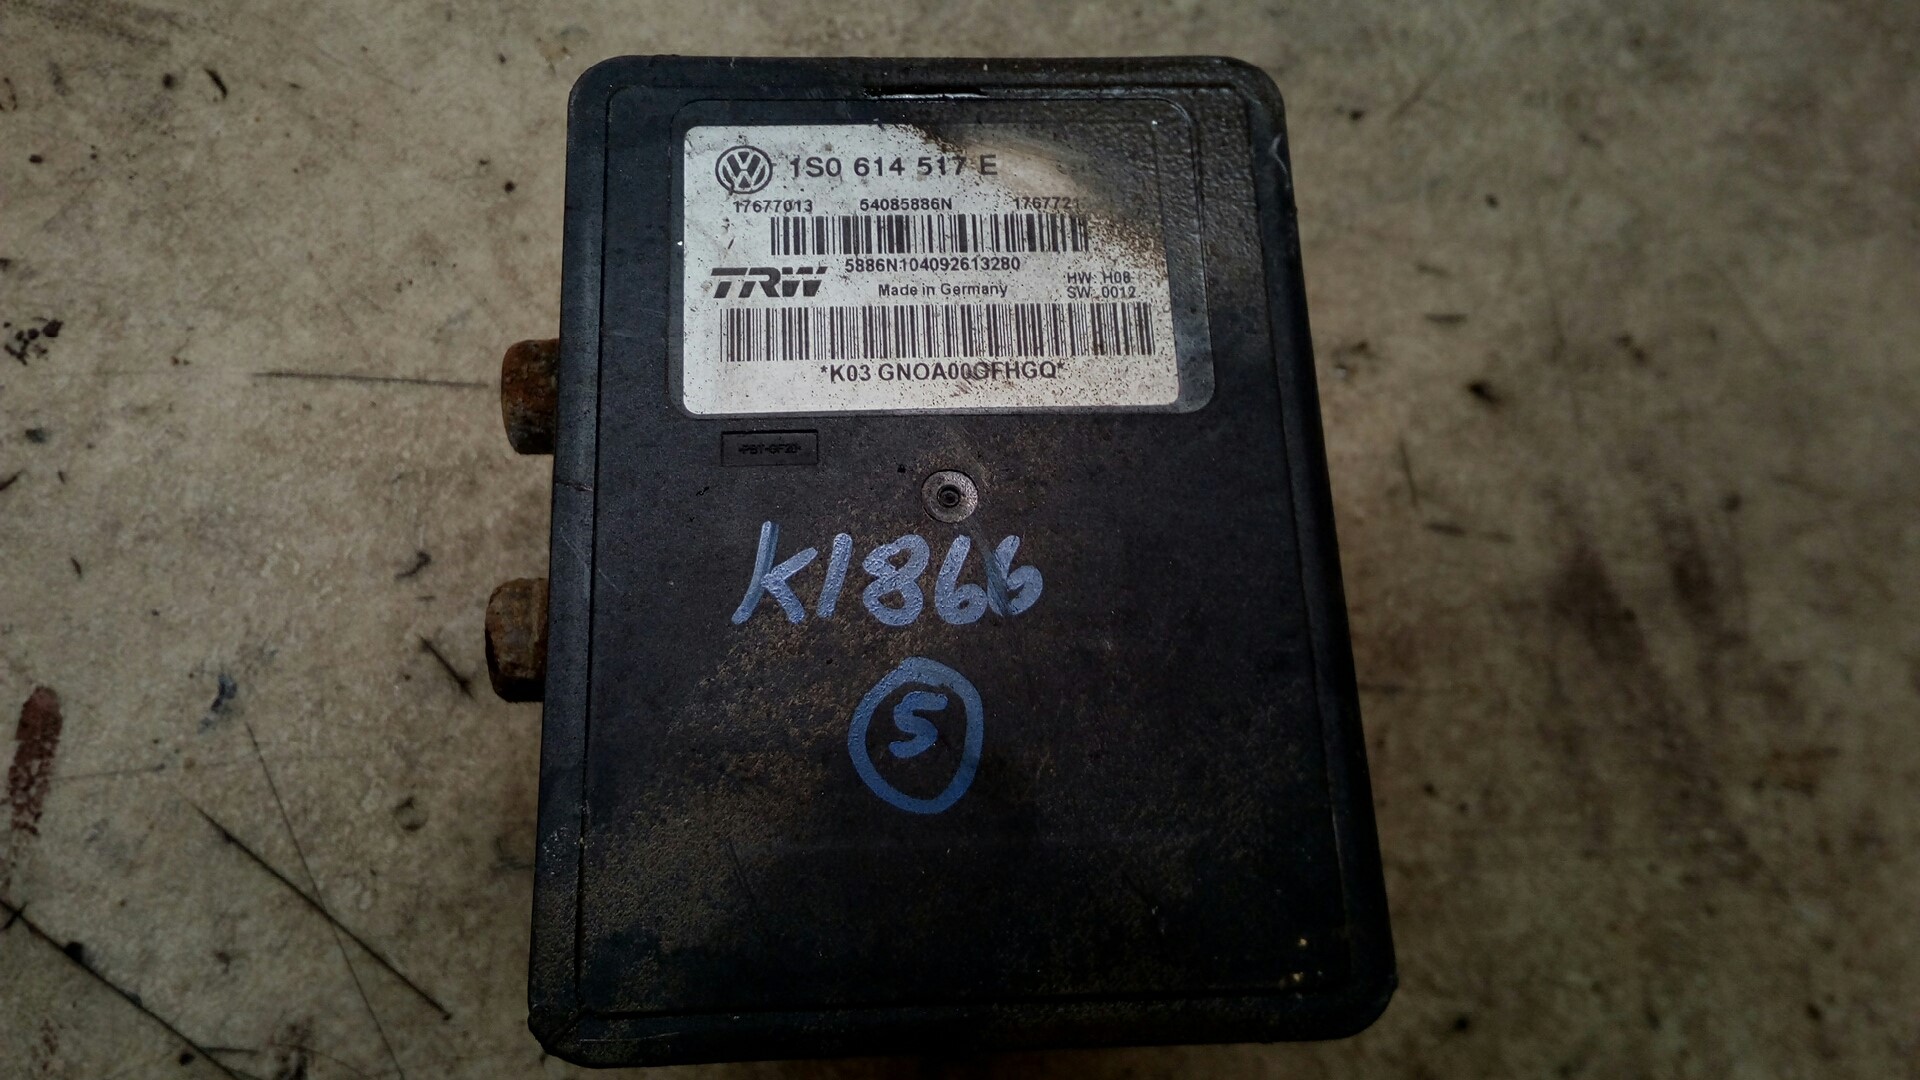 1S0 614 517 E
17677013 54085886N
5886N104092613280
TRW Made in Germany HW H08
SW 0012
*K03 GNOA00GFHGQ*
K1866
5